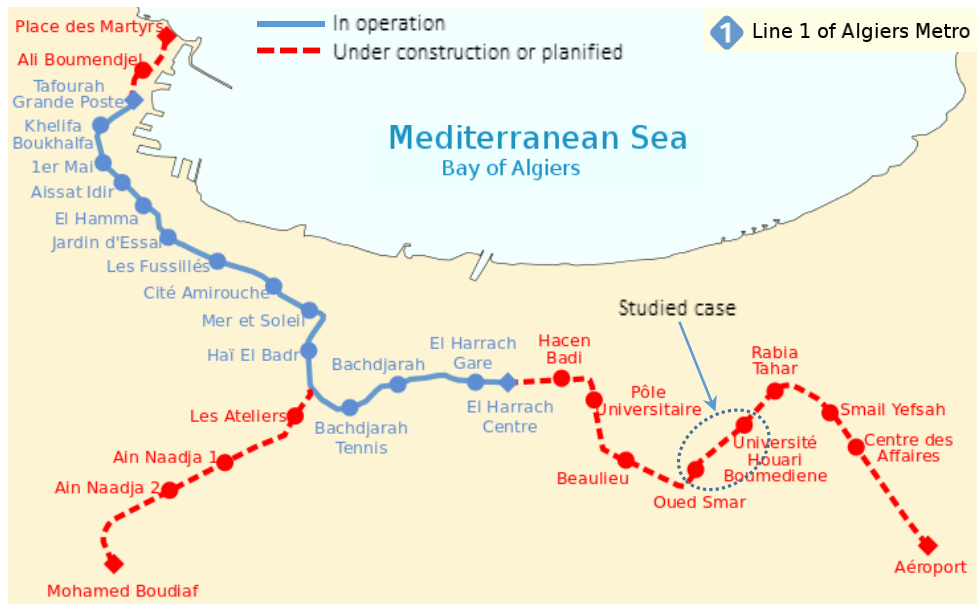 Place des Martyrs
Ali Boumendjel
Tafourah
Grande Poste
Khelifa
Boukhalfa
1er Mai
Aissat Idir
El Hamma
Jardin d'Essai
Les Fussillés
Cité Amirouche
Mer et Soleil
Haï El Badr
Bachdjarah
Tennis
Bachdjarah
El Harrach
Gare
El Harrach
Centre
Hacen
Badi
Pôle
Universitaire
Beaulieu
Oued Smar
Université
Houari
Boumediene
Rabia
Tahar
Smail Yefsah
Centre des
Affaires
Aéroport
Les Ateliers
Ain Naadja 1
Ain Naadja 2
Mohamed Boudiaf
In operation
Under construction or planified
1
Line 1 of Algiers Metro
Mediterranean Sea
Bay of Algiers
Studied case